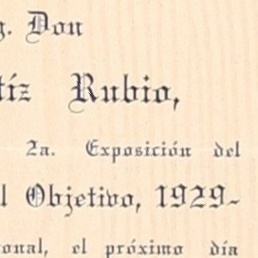 g. Don
tíz Rubio,
2a. Exposición del
l Objetivo, 1929-
onal, el próximo día